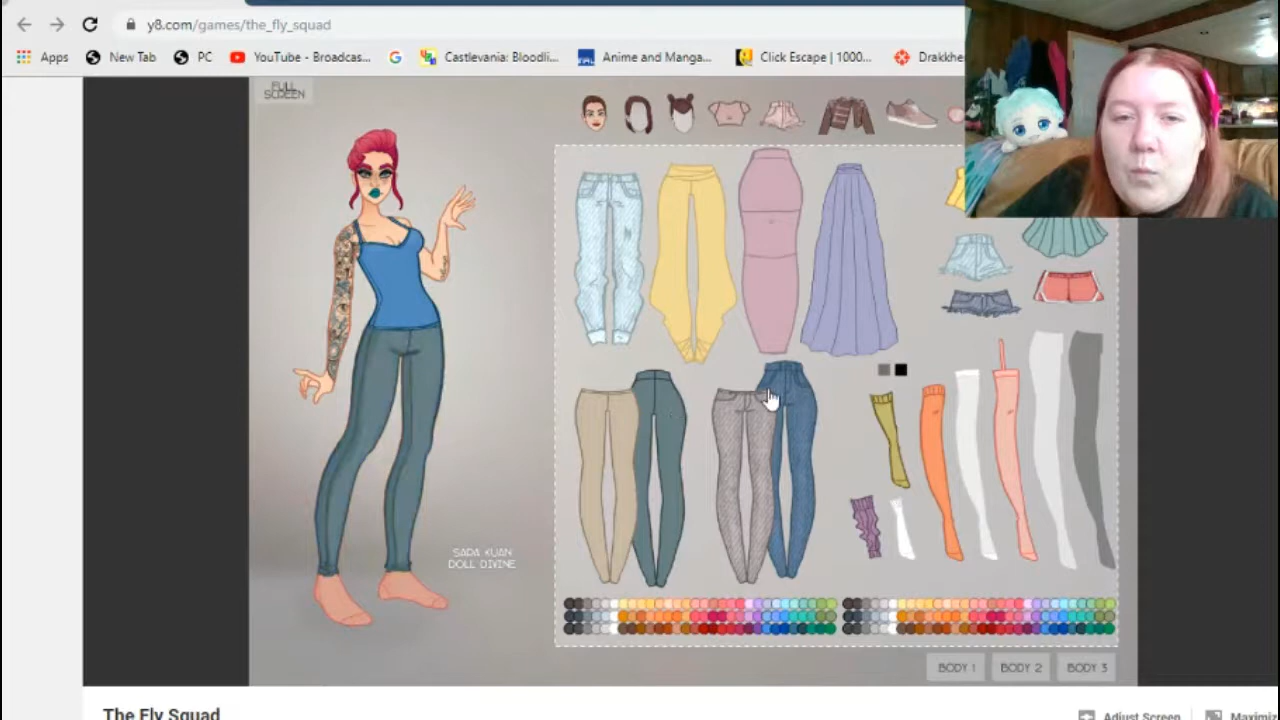 y8.com/games/the_fly_squad
Apps New Tab PC YouTube - Broadcas... Castlevania: Bloodli... Anime and Manga... Click Escape | 1000... Drakkhe
FULL
SCREEN
SADA KUAN
DOLL DIVINE
BODY 1 BODY 2 BODY 3
The Fly Squad Adjust Screen Maximiz